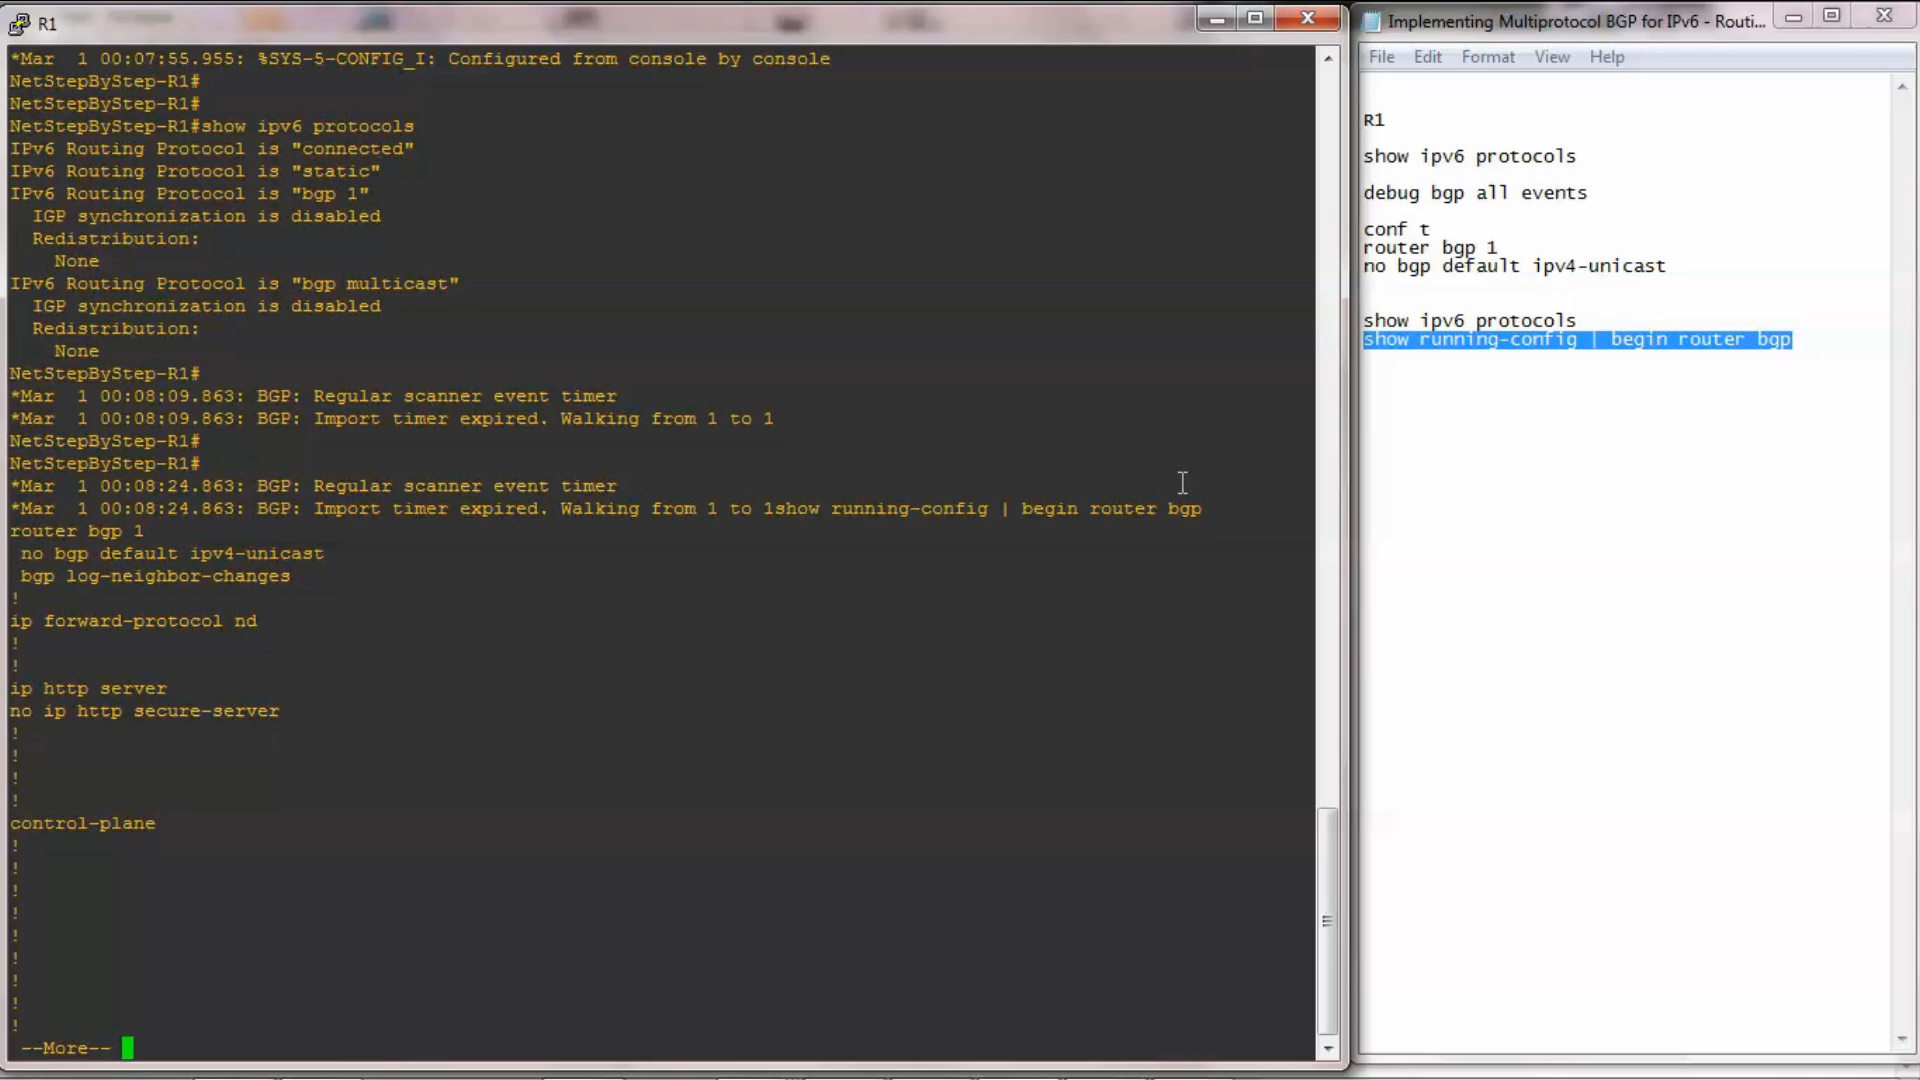 R1
*Mar  1 00:07:55.955: %SYS-5-CONFIG_I: Configured from console by console
NetStepByStep-R1#
NetStepByStep-R1#
NetStepByStep-R1#show ipv6 protocols
IPv6 Routing Protocol is "connected"
IPv6 Routing Protocol is "static"
IPv6 Routing Protocol is "bgp 1"
  IGP synchronization is disabled
  Redistribution:
    None
IPv6 Routing Protocol is "bgp multicast"
  IGP synchronization is disabled
  Redistribution:
    None
NetStepByStep-R1#
*Mar  1 00:08:09.863: BGP: Regular scanner event timer
*Mar  1 00:08:09.863: BGP: Import timer expired. Walking from 1 to 1
NetStepByStep-R1#
NetStepByStep-R1#
*Mar  1 00:08:24.863: BGP: Regular scanner event timer
*Mar  1 00:08:24.863: BGP: Import timer expired. Walking from 1 to 1show running-config | begin router bgp
router bgp 1
 no bgp default ipv4-unicast
 bgp log-neighbor-changes
!
ip forward-protocol nd
!
!
ip http server
no ip http secure-server
!
!
!
!
control-plane
!
!
!
!
!
!
!
!
!
 --More--
Implementing Multiprotocol BGP for IPv6 - Routi...
File Edit Format View Help
R1
show ipv6 protocols
debug bgp all events
conf t
router bgp 1
no bgp default ipv4-unicast
show ipv6 protocols
show running-config | begin router bgp